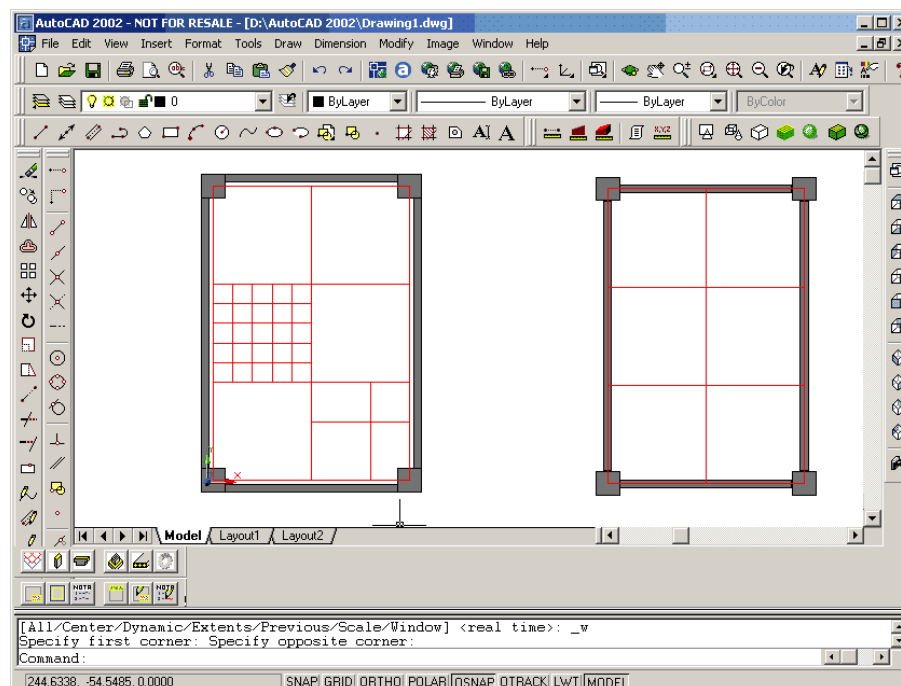 AutoCAD 2002 - NOT FOR RESALE - [D:\AutoCAD 2002\Drawing1.dwg]
File Edit View Insert Format Tools Draw Dimension Modify Image Window Help
0 ByLayer ByLayer ByLayer ByColor
X
Model Layout1 Layout2
[All/Center/Dynamic/Extents/Previous/Scale/Window] <real time>: _w
Specify first corner: Specify opposite corner:
Command:
244.6338, -54.5485, 0.0000 SNAP GRID ORTHO POLAR OSNAP OTRACK LWT MODEL